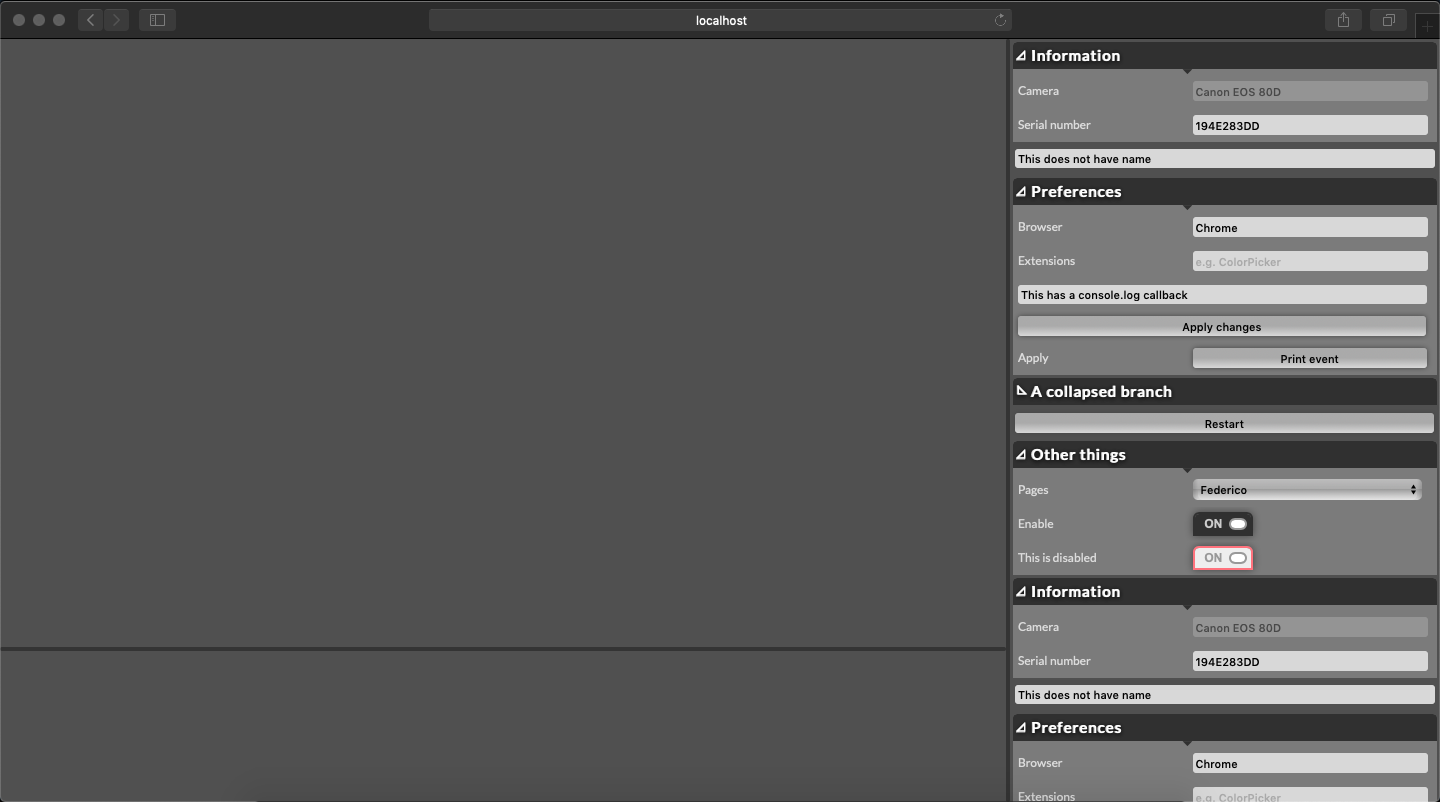 localhost
Information
Camera Canon EOS 80D
Serial number 194E283DD
This does not have name
Preferences
Browser Chrome
Extensions e.g. ColorPicker
This has a console.log callback
Apply changes
Apply Print event
A collapsed branch
Restart
Other things
Pages Federico
Enable ON
This is disabled ON
Information
Camera Canon EOS 80D
Serial number 194E283DD
This does not have name
Preferences
Browser Chrome
Extensions e.g. ColorPicker